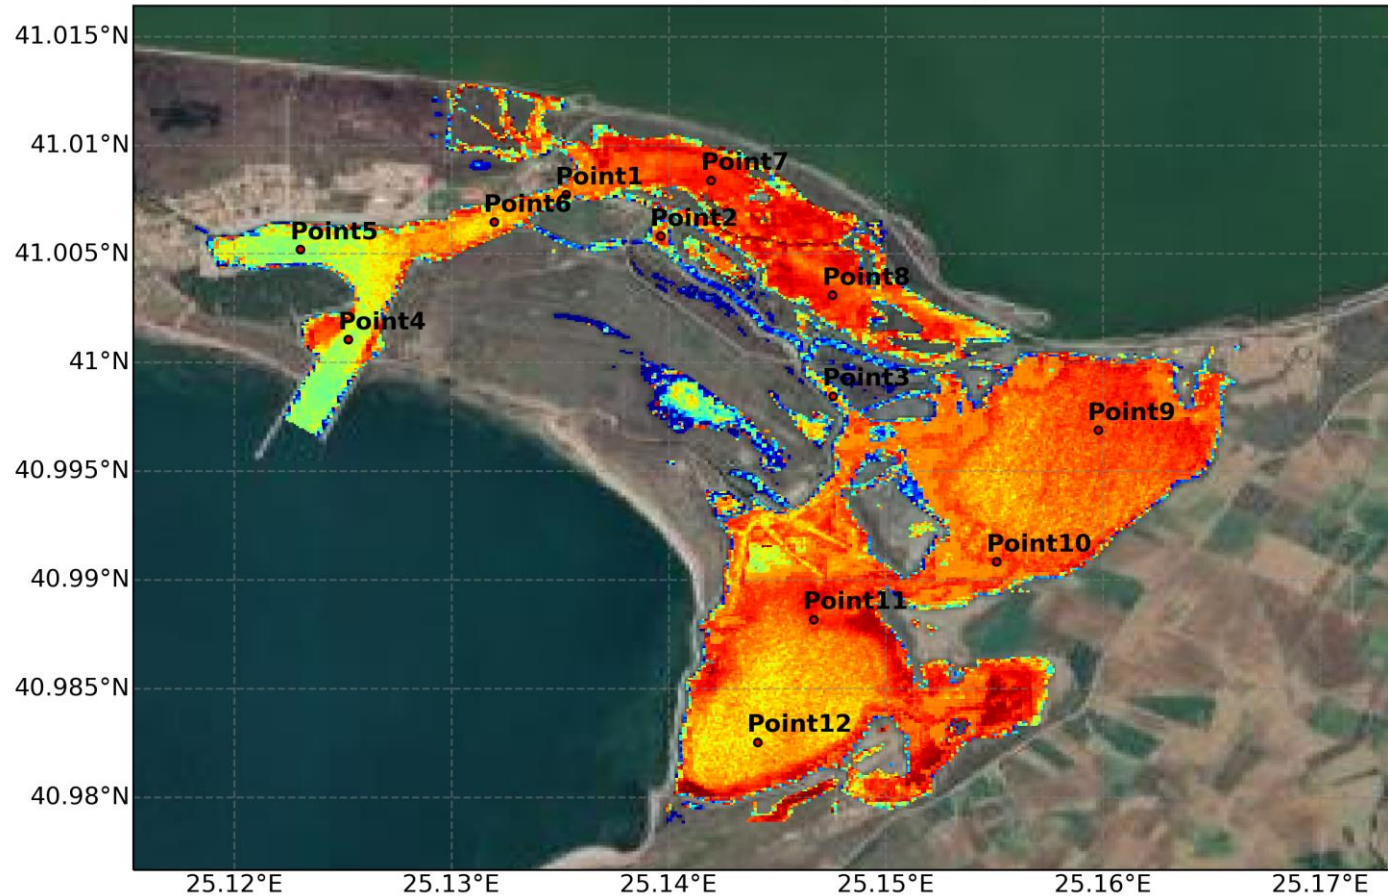 41.015°N
41.01°N
Point7
Point1
Point6
Point2
41.005°N
Point5
Point8
Point4
41°N
Point3
Point9
40.995°N
Point10
40.99°N
Point11
40.985°N
Point12
40.98°N
25.12°E 25.13°E 25.14°E 25.15°E 25.16°E 25.17°E